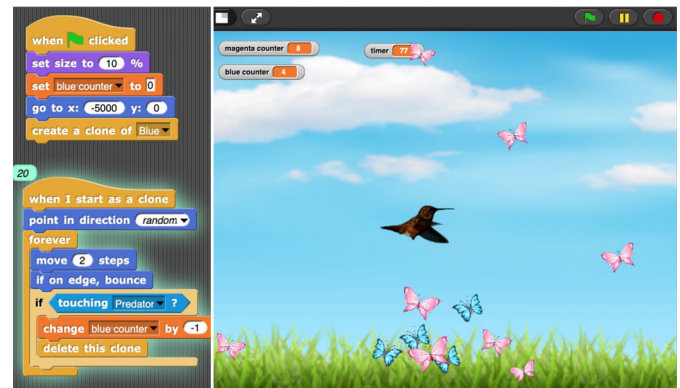 when clicked
set size to 10 %
set blue counter to 0
go to x: -5000 y: 0
create a clone of Blue
20
when I start as a clone
point in direction random
forever
move 2 steps
if on edge, bounce
if touching Predator ?
change blue counter by -1
delete this clone
magenta counter 8
timer 77
blue counter 4